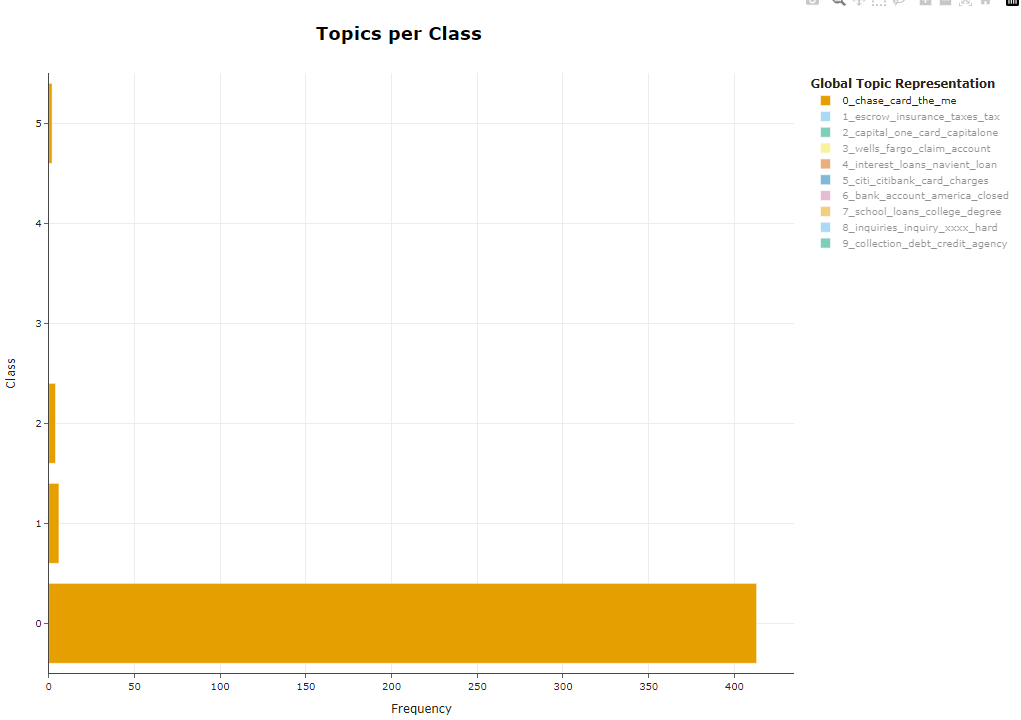 Topics per Class
Global Topic Representation
0_chase_card_the_me
1_escrow_insurance_taxes_tax
2_capital_one_card_capitalone
3_wells_fargo_claim_account
4_interest_loans_navient_loan
5_citi_citibank_card_charges
6_bank_account_america_closed
7_school_loans_college_degree
8_inquiries_inquiry_xxxx_hard
9_collection_debt_credit_agency
Class
5
4
3
2
1
0
0 50 100 150 200 250 300 350 400
Frequency